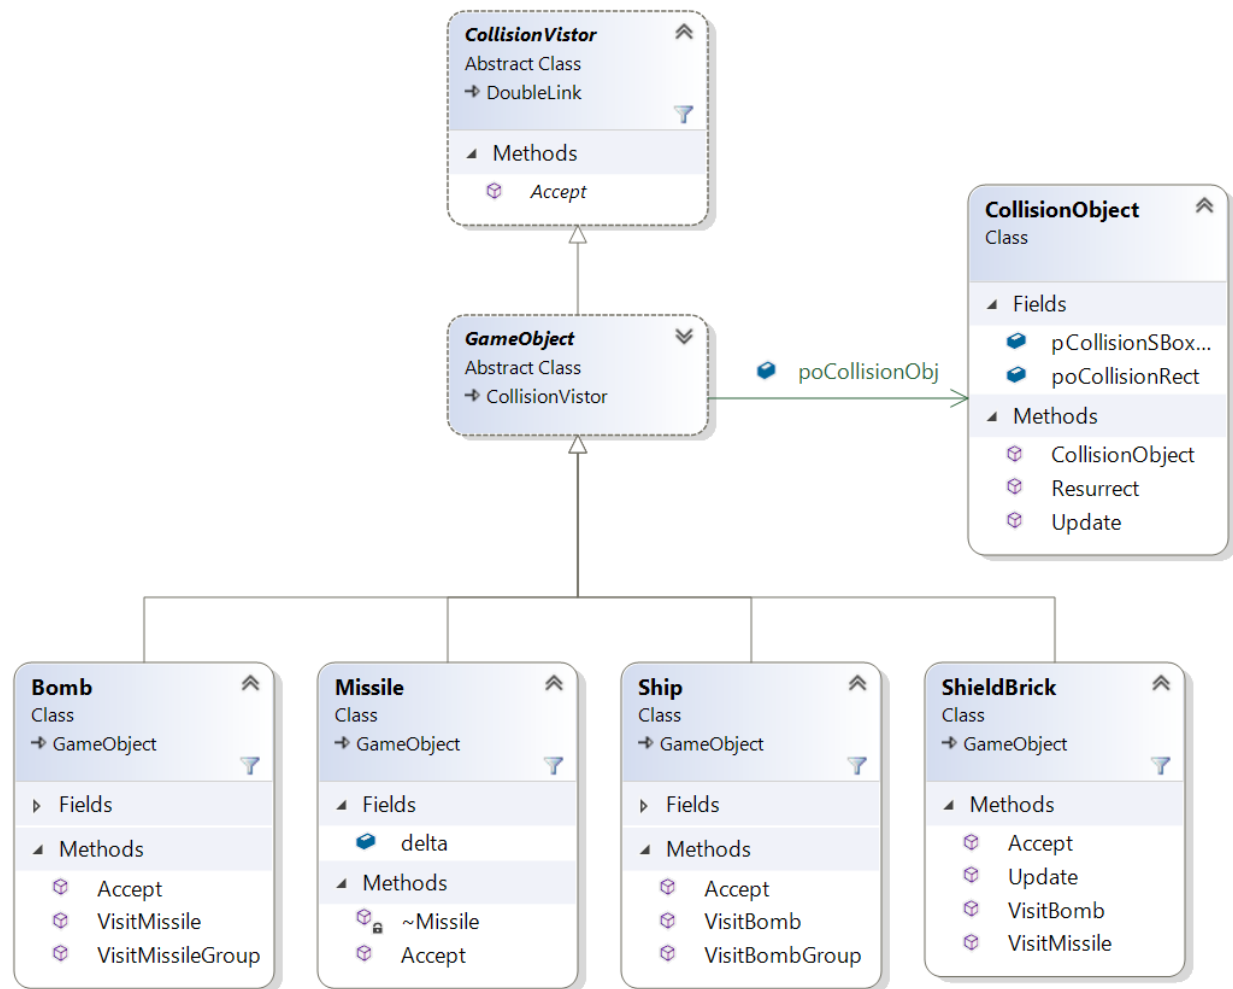 CollisionVistor
Abstract Class
DoubleLink
Methods
Accept
CollisionObject
Class
Fields
pCollisionSBox...
poCollisionRect
Methods
CollisionObject
Resurrect
Update
GameObject
Abstract Class
CollisionVistor
poCollisionObj
Bomb
Class
GameObject
Fields
Methods
Accept
VisitMissile
VisitMissileGroup
Missile
Class
GameObject
Fields
delta
Methods
~Missile
Accept
Ship
Class
GameObject
Fields
Methods
Accept
VisitBomb
VisitBombGroup
ShieldBrick
Class
GameObject
Methods
Accept
Update
VisitBomb
VisitMissile